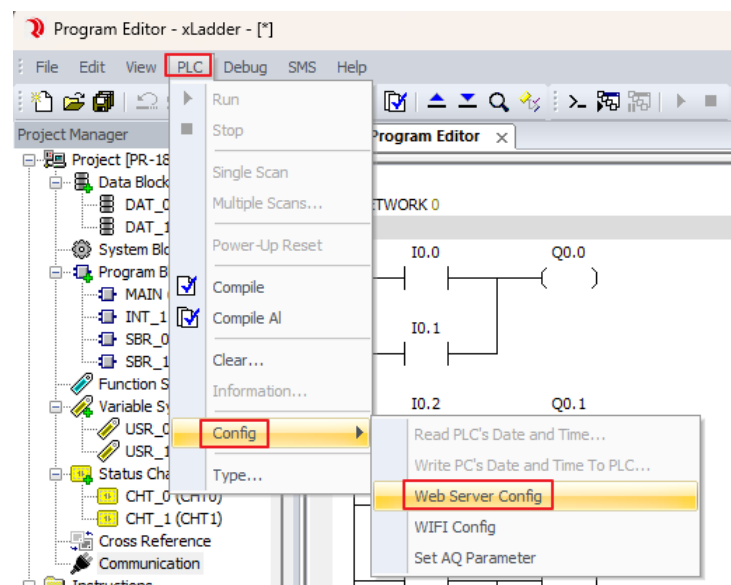 Program Editor - xLadder - [*]
File Edit View PLC Debug SMS Help
Project Manager
Program Editor
Project [PR-18
Data Block
DAT_0
DAT_1
System Blo
Program B
MAIN
INT_1
SBR_0
SBR_1
Function S
Variable Sy
USR_0
USR_1
Status Cha
CHT_0 (CHT0)
CHT_1 (CHT1)
Cross Reference
Communication
Instructions
Run
Stop
Single Scan
Multiple Scans...
Power-Up Reset
Compile
Compile Al
Clear...
Information...
Config
Type...
Read PLC's Date and Time...
Write PC's Date and Time To PLC...
Web Server Config
WIFI Config
Set AQ Parameter
TWORK 0
I0.0 Q0.0
I0.1
I0.2 Q0.1